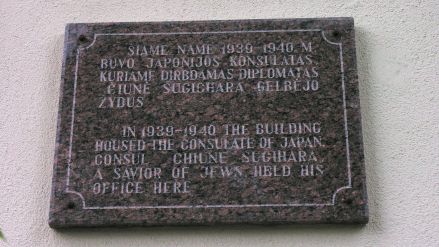 ŠIAME NAME 1939-1940 M
BUVO JAPONIJOS KONSULATAS,
KURIAME DIRBDAMAS DIPLOMATAS
ČIUNE SUGIHARA GELBĖJO
ŽYDUS
IN 1939-1940 THE BUILDING
HOUSED THE CONSULATE OF JAPAN.
CONSUL CHIUNE SUGIHARA,
A SAVIOR OF JEWN, HELD HIS
OFFICE HERE